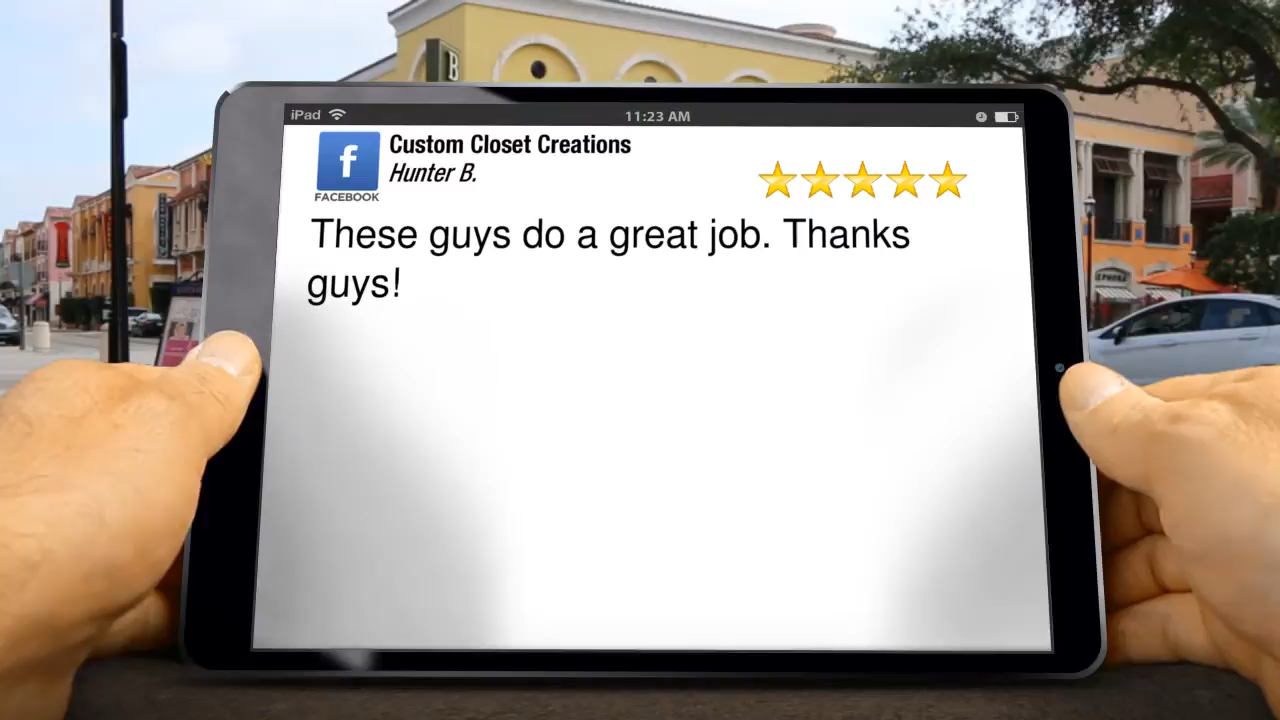 B
iPad
11:23 AM
f
FACEBOOK
Custom Closet Creations
Hunter B.
These guys do a great job. Thanks
guys!